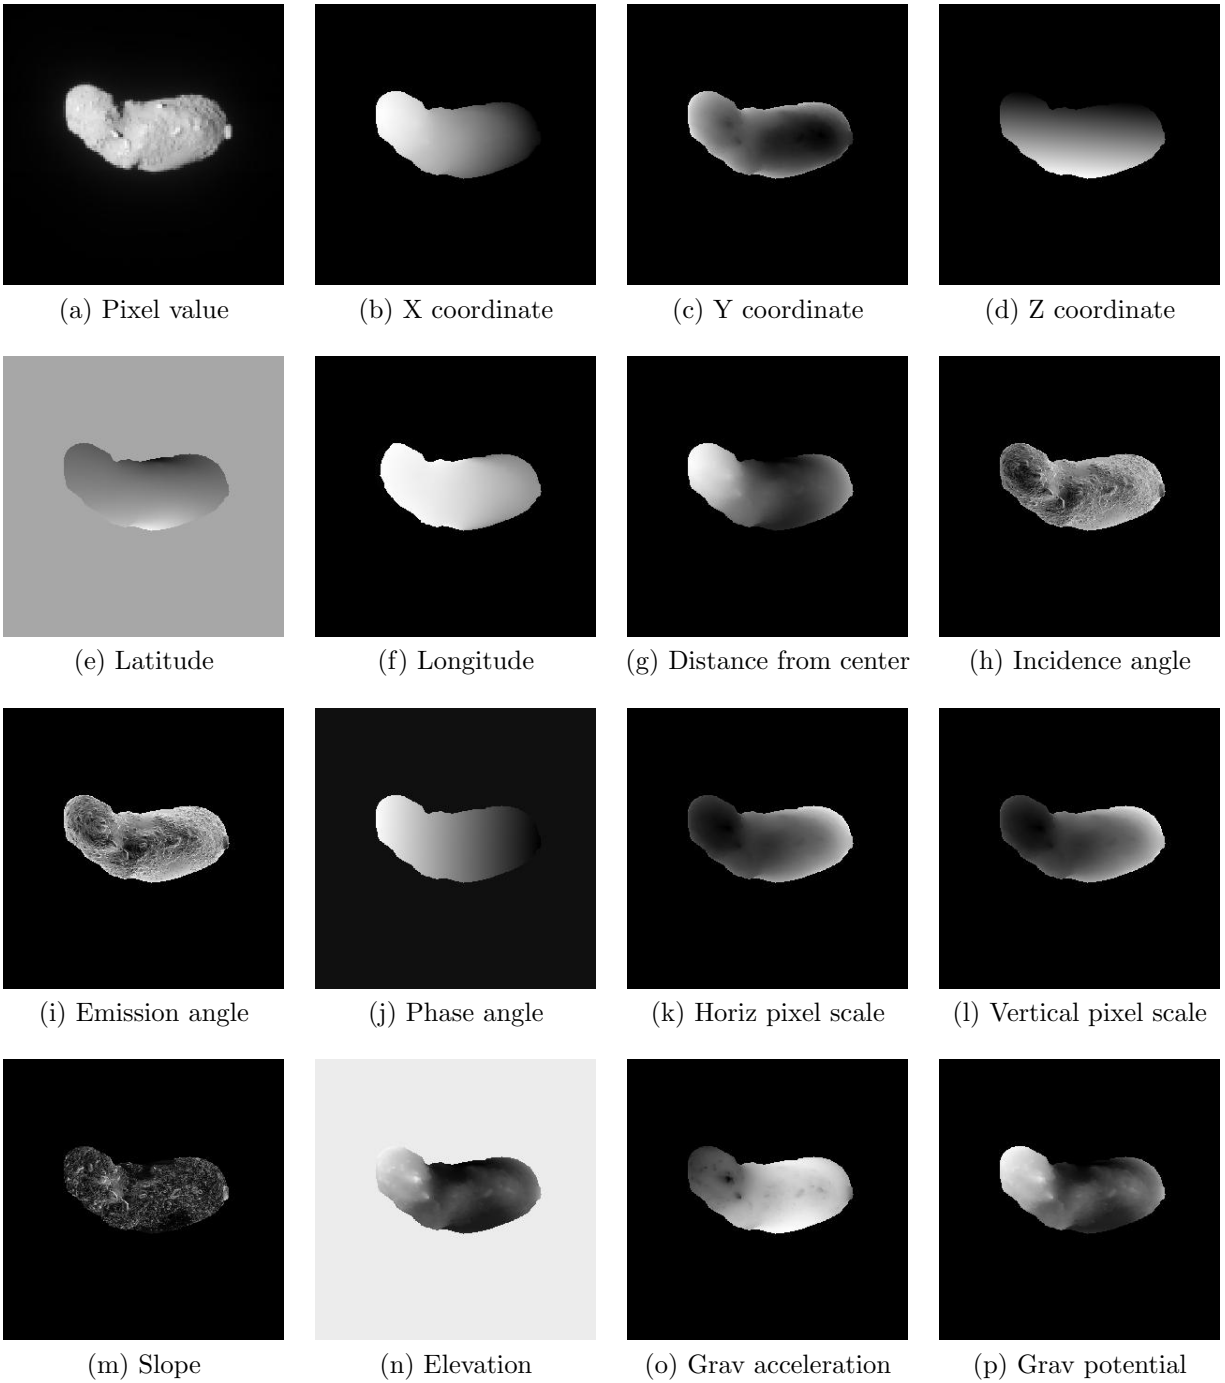 (a) Pixel value
(b) X coordinate
(c) Y coordinate
(d) Z coordinate
(e) Latitude
(f) Longitude
(g) Distance from center
(h) Incidence angle
(i) Emission angle
(j) Phase angle
(k) Horiz pixel scale
(l) Vertical pixel scale
(m) Slope
(n) Elevation
(o) Grav acceleration
(p) Grav potential